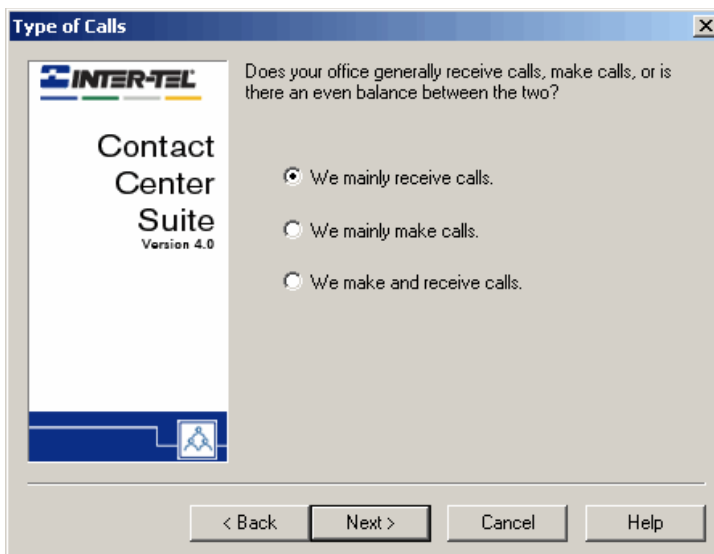 Type of Calls
INTER-TEL
Contact
Center
Suite
Version 4.0
Does your office generally receive calls, make calls, or is
there an even balance between the two?
We mainly receive calls.
We mainly make calls.
We make and receive calls.
< Back
Next >
Cancel
Help